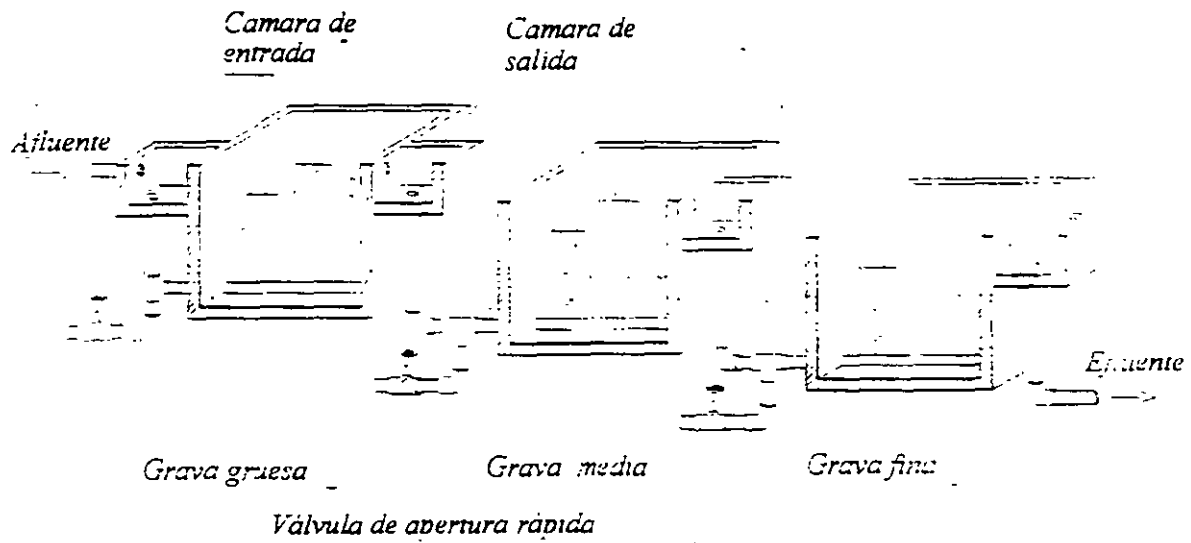 Camara de
entrada
Camara de
salida
Afluente
Efluente
Grava gruesa
Grava media
Grava fina
Válvula de apertura rápida